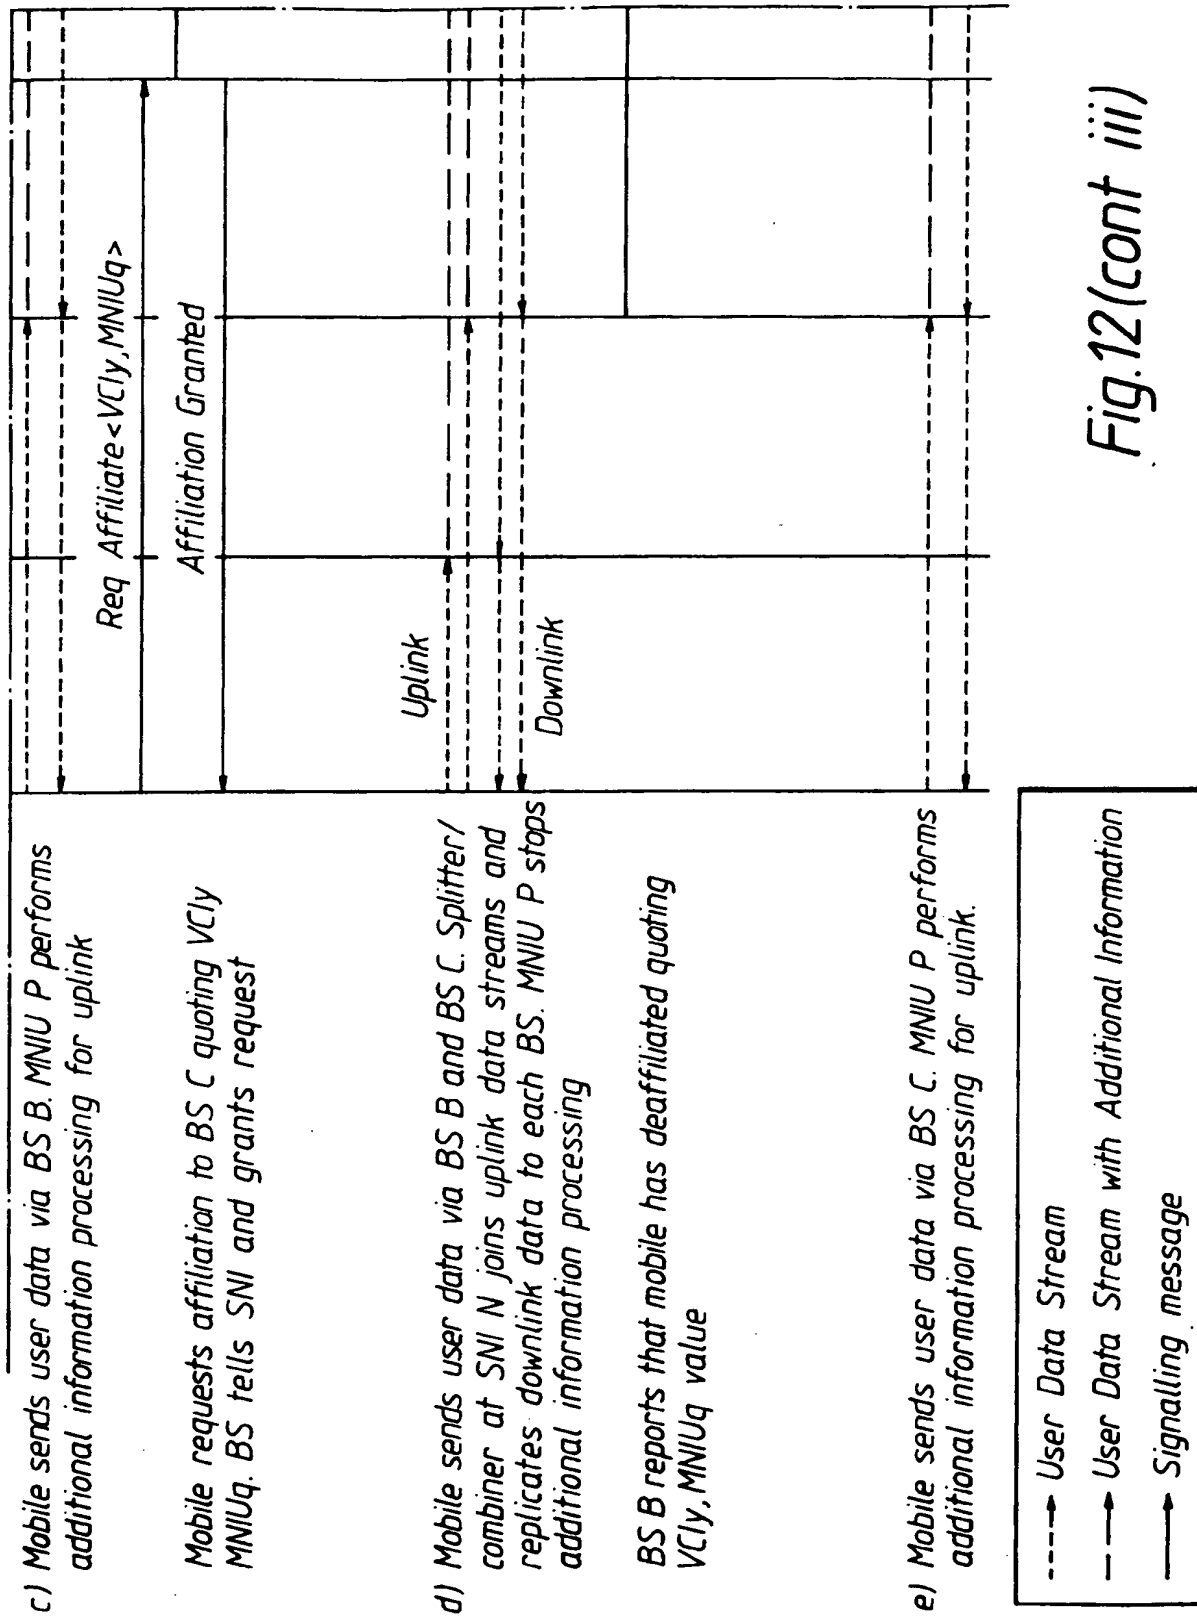 c) Mobile sends user data via BS B. MNIU P performs
additional information processing for uplink
Mobile requests affiliation to BS C quoting VCIy
MNIUq. BS tells SNI and grants request
d) Mobile sends user data via BS B and BS C. Splitter/
combiner at SNI N joins uplink data streams and
replicates downlink data to each BS. MNIU P stops
additional information processing
BS B reports that mobile has deaffiliated quoting
VCIy, MNIUq value
e) Mobile sends user data via BS C. MNIU P performs
additional information processing for uplink.
Req Affiliate<VCIy,MNIUq>
Affiliation Granted
Uplink
Downlink
User Data Stream
User Data Stream with Additional Information
Signalling message
Fig.12(cont iii)